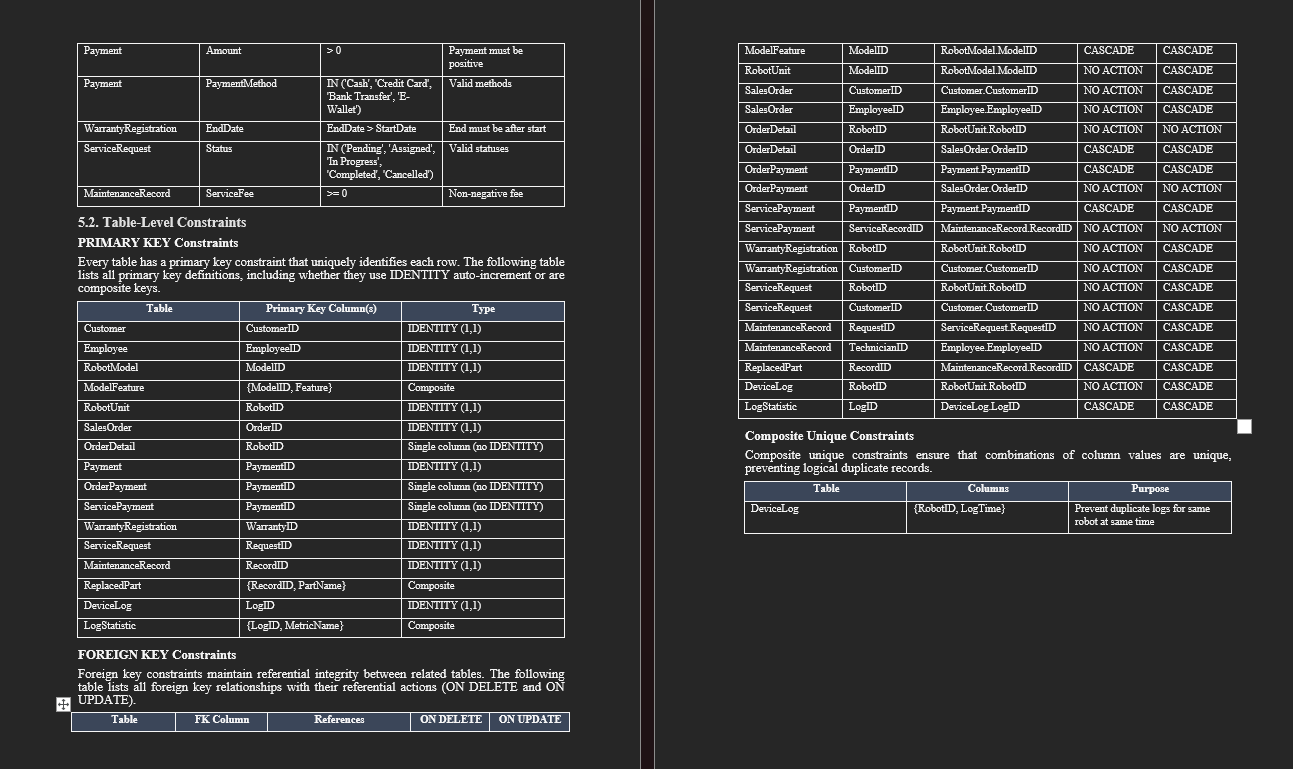 Payment Amount > 0 Payment must be
positive
Payment PaymentMethod IN ('Cash', 'Credit Card', Valid methods
'Bank Transfer', 'E-
Wallet')
WarrantyRegistration EndDate EndDate > StartDate End must be after start
ServiceRequest Status IN ('Pending', 'Assigned', Valid statuses
'In Progress',
'Completed', 'Cancelled')
MaintenanceRecord ServiceFee >= 0 Non-negative fee
5.2. Table-Level Constraints
PRIMARY KEY Constraints
Every table has a primary key constraint that uniquely identifies each row. The following table
lists all primary key definitions, including whether they use IDENTITY auto-increment or are
composite keys.
Table Primary Key Column(s) Type
Customer CustomerID IDENTITY (1,1)
Employee EmployeeID IDENTITY (1,1)
RobotModel ModelID IDENTITY (1,1)
ModelFeature {ModelID, Feature} Composite
RobotUnit RobotID IDENTITY (1,1)
SalesOrder OrderID IDENTITY (1,1)
OrderDetail RobotID Single column (no IDENTITY)
Payment PaymentID IDENTITY (1,1)
OrderPayment PaymentID Single column (no IDENTITY)
ServicePayment PaymentID Single column (no IDENTITY)
WarrantyRegistration WarrantyID IDENTITY (1,1)
ServiceRequest RequestID IDENTITY (1,1)
MaintenanceRecord RecordID IDENTITY (1,1)
ReplacedPart {RecordID, PartName} Composite
DeviceLog LogID IDENTITY (1,1)
LogStatistic {LogID, MetricName} Composite
FOREIGN KEY Constraints
Foreign key constraints maintain referential integrity between related tables. The following
table lists all foreign key relationships with their referential actions (ON DELETE and ON
UPDATE).
Table FK Column References ON DELETE ON UPDATE
ModelFeature ModelID RobotModel.ModelID CASCADE CASCADE
RobotUnit ModelID RobotModel.ModelID NO ACTION CASCADE
SalesOrder CustomerID Customer.CustomerID NO ACTION CASCADE
SalesOrder EmployeeID Employee.EmployeeID NO ACTION CASCADE
OrderDetail RobotID RobotUnit.RobotID NO ACTION NO ACTION
OrderDetail OrderID SalesOrder.OrderID CASCADE CASCADE
OrderPayment PaymentID Payment.PaymentID CASCADE CASCADE
OrderPayment OrderID SalesOrder.OrderID NO ACTION NO ACTION
ServicePayment PaymentID Payment.PaymentID CASCADE CASCADE
ServicePayment ServiceRecordID MaintenanceRecord.RecordID NO ACTION NO ACTION
WarrantyRegistration RobotID RobotUnit.RobotID NO ACTION CASCADE
WarrantyRegistration CustomerID Customer.CustomerID NO ACTION CASCADE
ServiceRequest RobotID RobotUnit.RobotID NO ACTION CASCADE
ServiceRequest CustomerID Customer.CustomerID NO ACTION CASCADE
MaintenanceRecord RequestID ServiceRequest.RequestID NO ACTION CASCADE
MaintenanceRecord TechnicianID Employee.EmployeeID NO ACTION CASCADE
ReplacedPart RecordID MaintenanceRecord.RecordID CASCADE CASCADE
DeviceLog RobotID RobotUnit.RobotID NO ACTION CASCADE
LogStatistic LogID DeviceLog.LogID CASCADE CASCADE
Composite Unique Constraints
Composite unique constraints ensure that combinations of column values are unique,
preventing logical duplicate records.
Table Columns Purpose
DeviceLog {RobotID, LogTime} Prevent duplicate logs for same
robot at same time